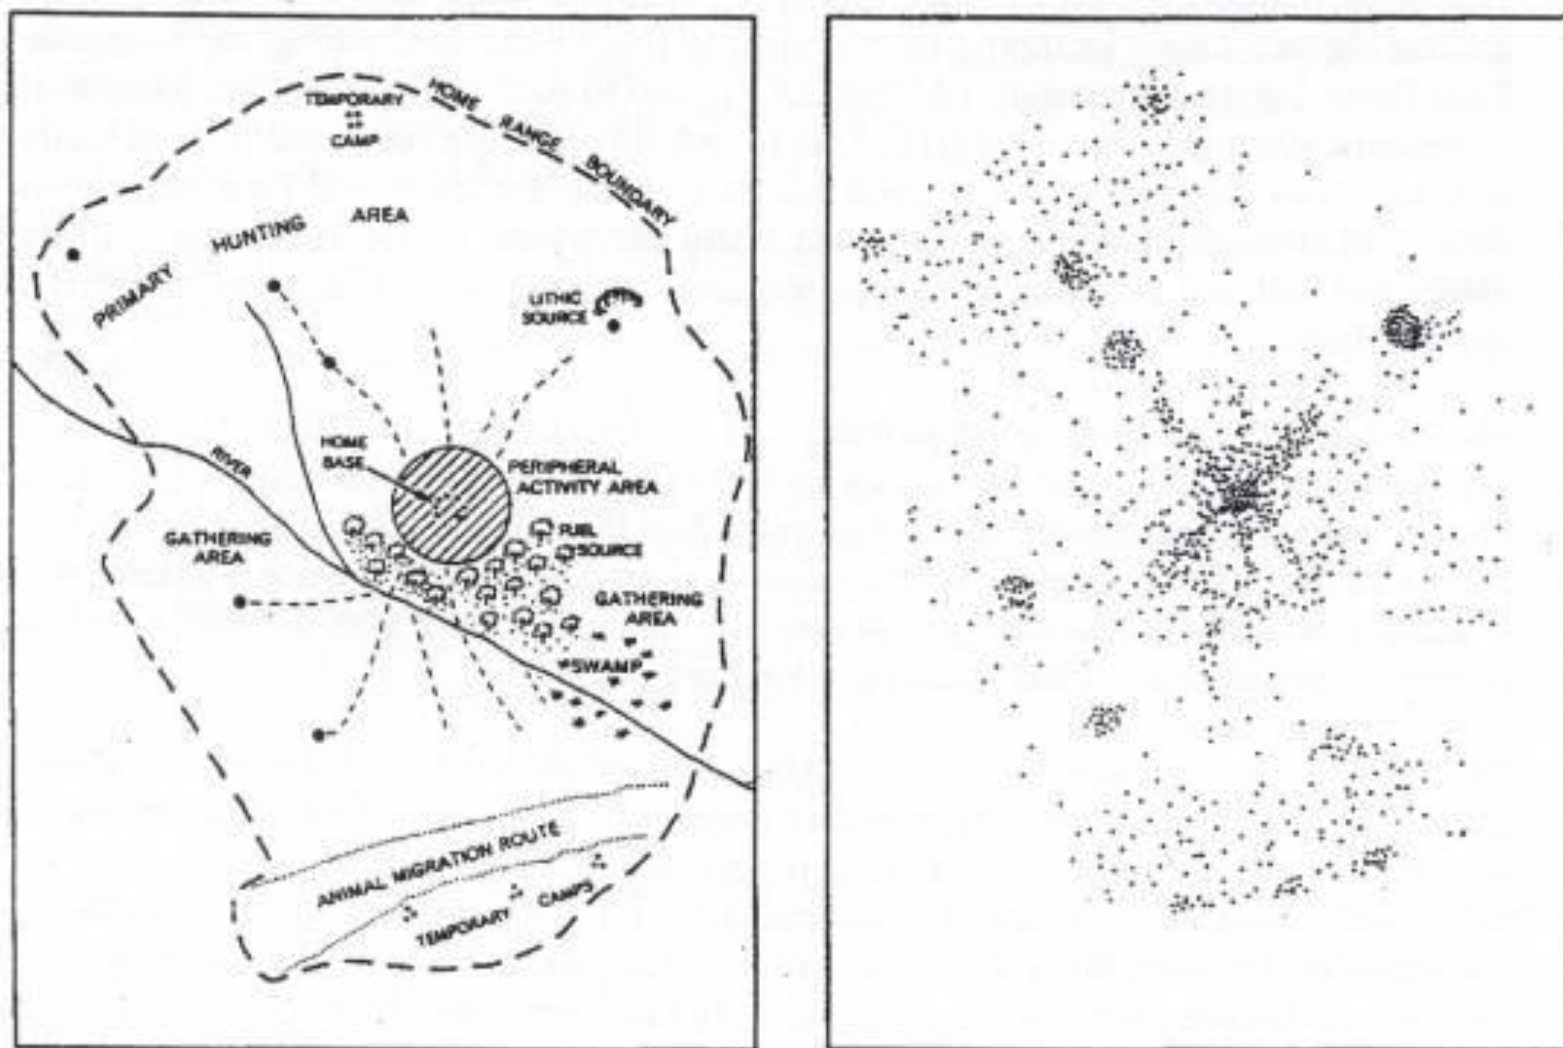 TEMPORARY
CAMP
HOME RANGE BOUNDARY
PRIMARY HUNTING AREA
LITHIC
SOURCE
RIVER
HOME
BASE
PERIPHERAL
ACTIVITY AREA
GATHERING
AREA
FUEL
SOURCE
GATHERING
AREA
SWAMP
ANIMAL MIGRATION ROUTE
TEMPORARY CAMPS